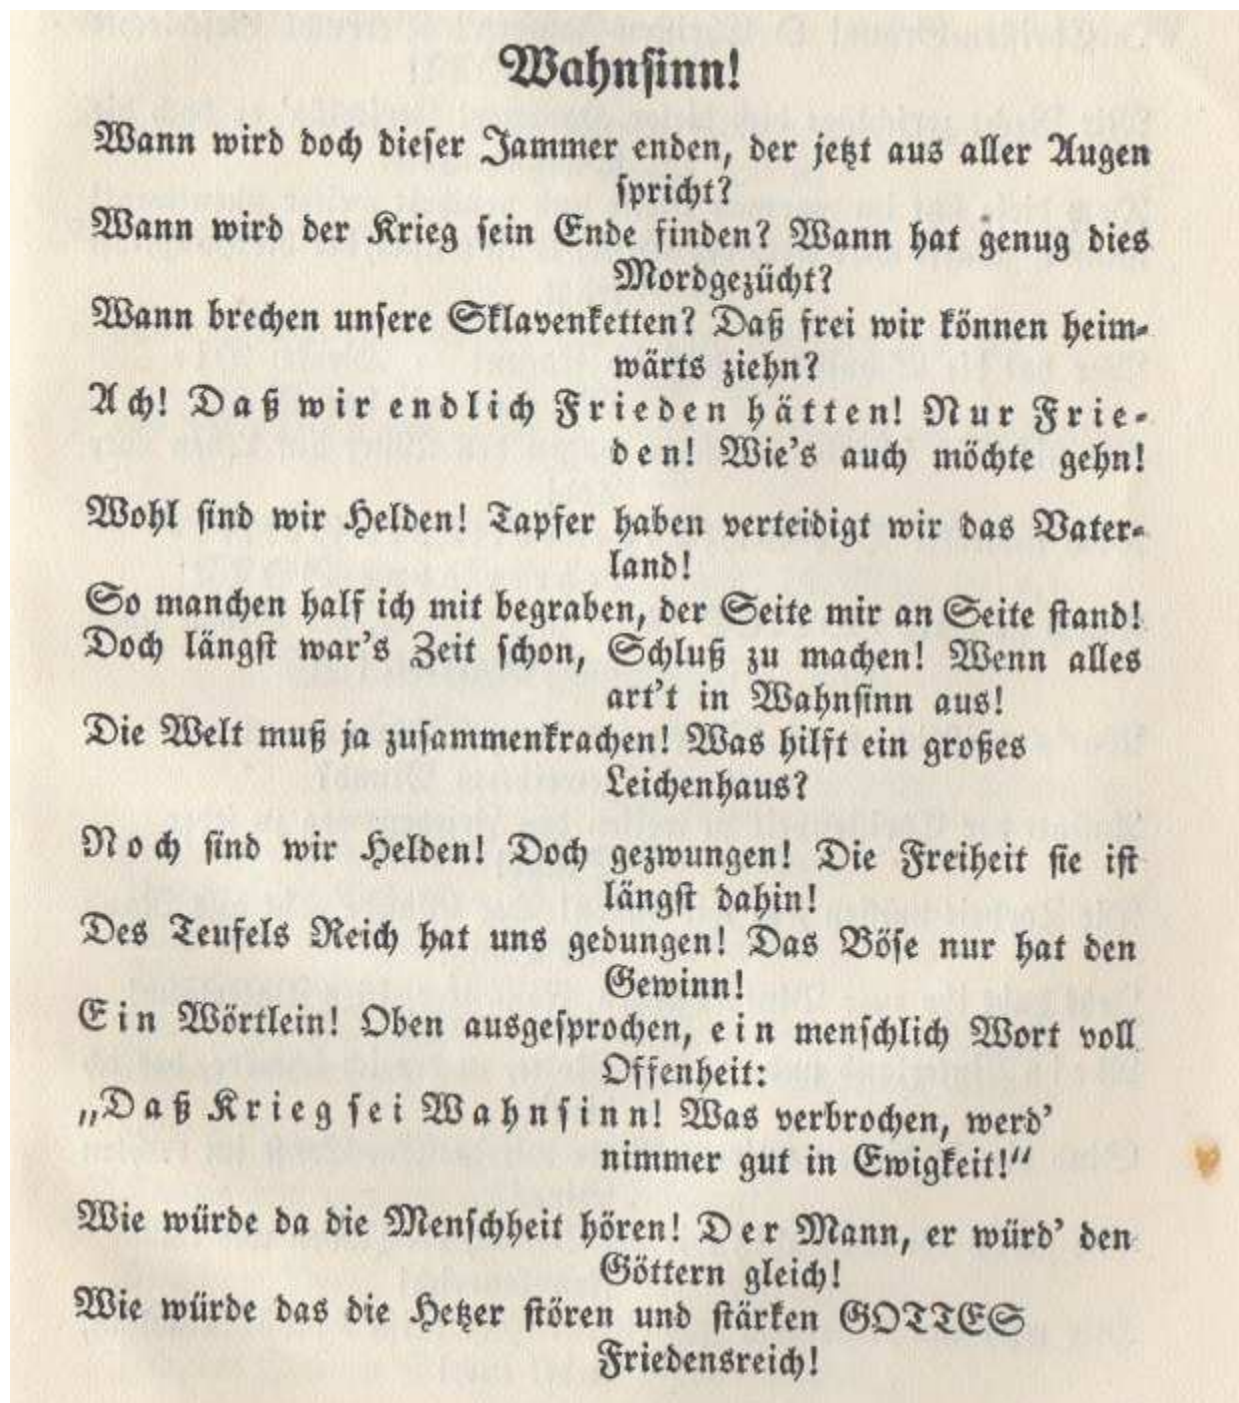 Wahnsinn!
Wann wird doch dieser Jammer enden, der jetzt aus aller Augen
spricht?
Wann wird der Krieg sein Ende finden? Wann hat genug dies
Mordgezücht?
Wann brechen unsere Sklavenketten? Daß frei wir können heim-
wärts ziehn?
Ach! Daß wir endlich Frieden hätten! Nur Frie-
den! Wie's auch möchte gehn!
Wohl sind wir Helden! Tapfer haben verteidigt wir das Vater-
land!
So manchen half ich mit begraben, der Seite mir an Seite stand!
Doch längst war's Zeit schon, Schluß zu machen! Wenn alles
art't in Wahnsinn aus!
Die Welt muß ja zusammenkrachen! Was hilft ein großes
Leichenhaus?
Noch sind wir Helden! Doch gezwungen! Die Freiheit sie ist
längst dahin!
Des Teufels Reich hat uns gedungen! Das Böse nur hat den
Gewinn!
Ein Wörtlein! Oben ausgesprochen, ein menschlich Wort voll
Offenheit:
„Daß Krieg sei Wahnsinn! Was verbrochen, werd'
nimmer gut in Ewigkeit!“
Wie würde da die Menschheit hören! Der Mann, er würd' den
Göttern gleich!
Wie würde das die Hetzer stören und stärken GOTTES
Friedensreich!